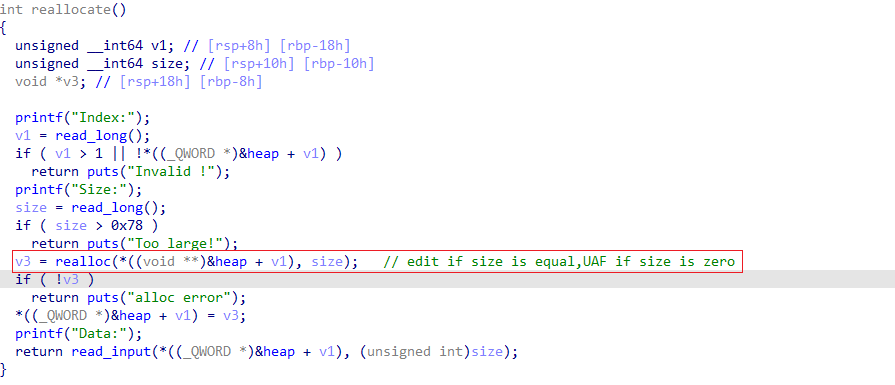 int reallocate()
{
  unsigned __int64 v1; // [rsp+8h] [rbp-18h]
  unsigned __int64 size; // [rsp+10h] [rbp-10h]
  void *v3; // [rsp+18h] [rbp-8h]

  printf("Index:");
  v1 = read_long();
  if ( v1 > 1 || !*((_QWORD *)&heap + v1) )
    return puts("Invalid !");
  printf("Size:");
  size = read_long();
  if ( size > 0x78 )
    return puts("Too large!");
  v3 = realloc(*((void **)&heap + v1), size);   // edit if size is equal,UAF if size is zero
  if ( !v3 )
    return puts("alloc error");
  *((_QWORD *)&heap + v1) = v3;
  printf("Data:");
  return read_input(*((_QWORD *)&heap + v1), (unsigned int)size);
}